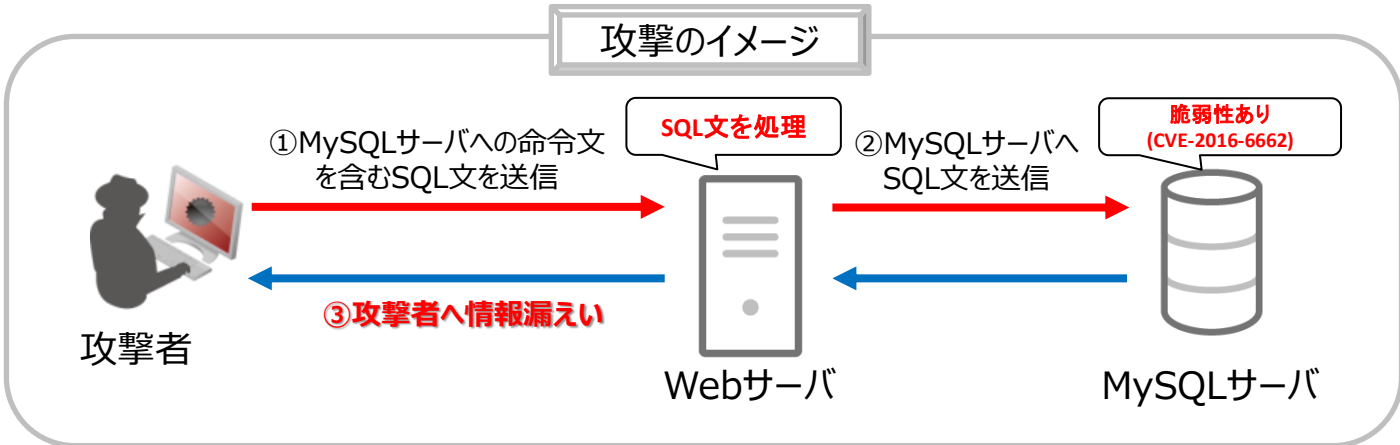 攻撃のイメージ
①MySQLサーバへの命令文
を含むSQL文を送信
SQL文を処理
②MySQLサーバへ
SQL文を送信
脆弱性あり
(CVE-2016-6662)
③攻撃者へ情報漏えい
攻撃者
Webサーバ
MySQLサーバ